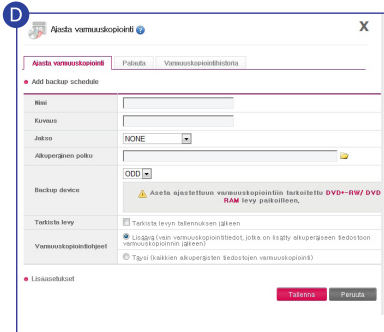 D
Ajasta varmuuskopiointi ?
X
Ajasta varmuuskopiointi Palauta Varmuuskopiointihistoria
Add backup schedule
Nimi
Kuvaus
Jakso NONE
Alkuperäinen polku
Backup device ODD
Aseta ajastettuun varmuuskopiointiin tarkoitettu DVD+-RW/ DVD
RAM levy paikoilleen.
Tarkista levy Tarkista levyn tallennuksen jälkeen
Varmuuskopiointiohjeet Lisäävä (vain varmuuskopiointitiedot, jotka on lisätty alkuperäiseen tiedostoon
varmuuskopioinnin jälkeen)
Täysi (kaikkien alkuperäisten tiedostojen varmuuskopiointi)
Lisäasetukset
Tallenna Peruuta